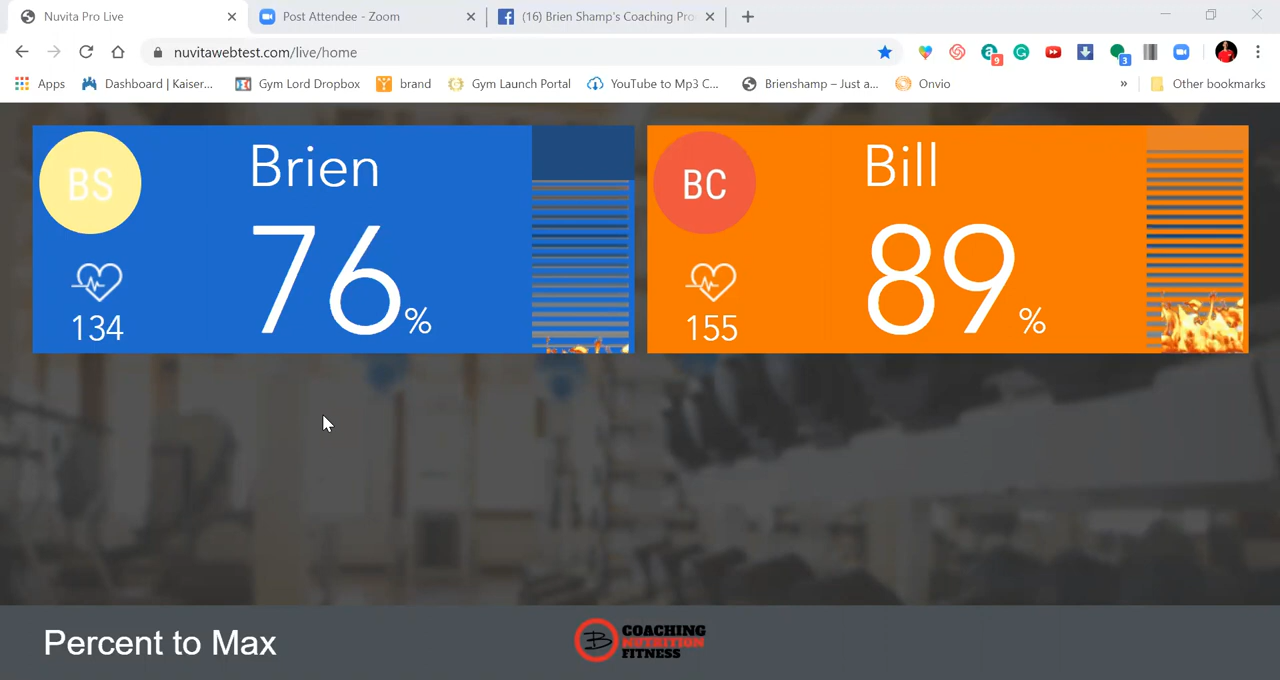 Nuvita Pro Live
Post Attendee - Zoom
(16) Brien Shamp's Coaching Pro
nuvitawebtest.com/live/home
9
3
Apps
Dashboard | Kaiser...
Gym Lord Dropbox
brand
Gym Launch Portal
YouTube to Mp3 C...
Brienshamp – Just a...
Onvio
»
Other bookmarks
BS
Brien
76%
134
BC
Bill
89%
155
Percent to Max
B
COACHING
NUTRITION
FITNESS